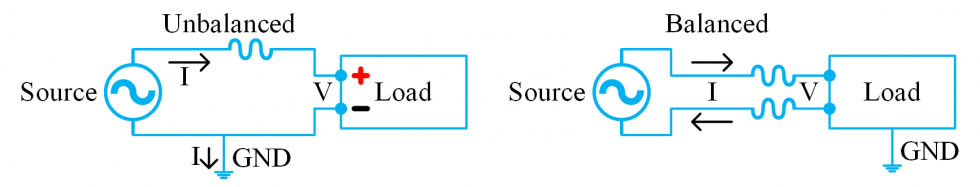 Unbalanced
I
Source
V
+
Load
−
I
GND
Balanced
Source
I
V
Load
GND